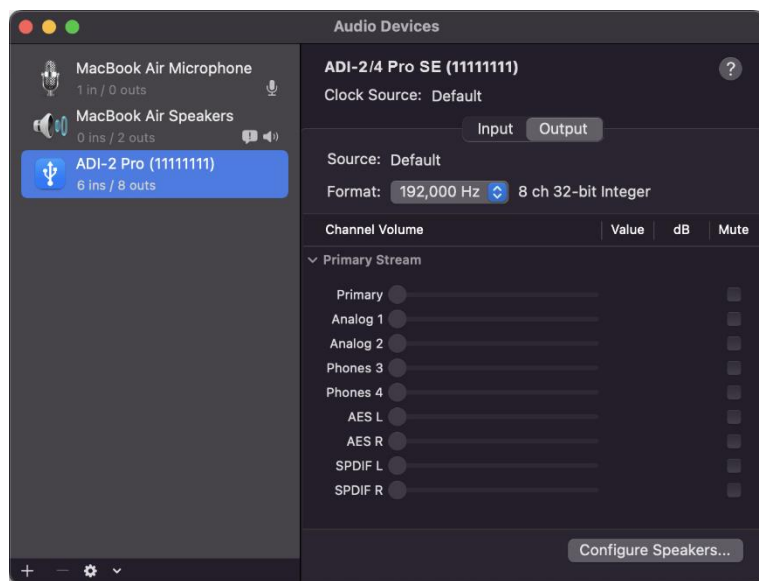 Audio Devices
MacBook Air Microphone
1 in / 0 outs
MacBook Air Speakers
0 ins / 2 outs
ADI-2 Pro (11111111)
6 ins / 8 outs
ADI-2/4 Pro SE (11111111)
?
Clock Source: Default
Input Output
Source: Default
Format: 192,000 Hz 8 ch 32-bit Integer
Channel Volume Value dB Mute
Primary Stream
Primary
Analog 1
Analog 2
Phones 3
Phones 4
AES L
AES R
SPDIF L
SPDIF R
Configure Speakers...